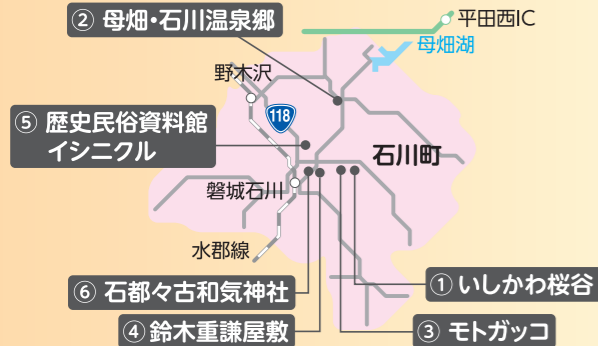 ② 母畑・石川温泉郷
平田西IC
母畑湖
野木沢
118
⑤ 歴史民俗資料館
イシニクル
石川町
磐城石川
水郡線
① いしかわ桜谷
⑥ 石都々古和気神社
④ 鈴木重謙屋敷
③ モトガッコ